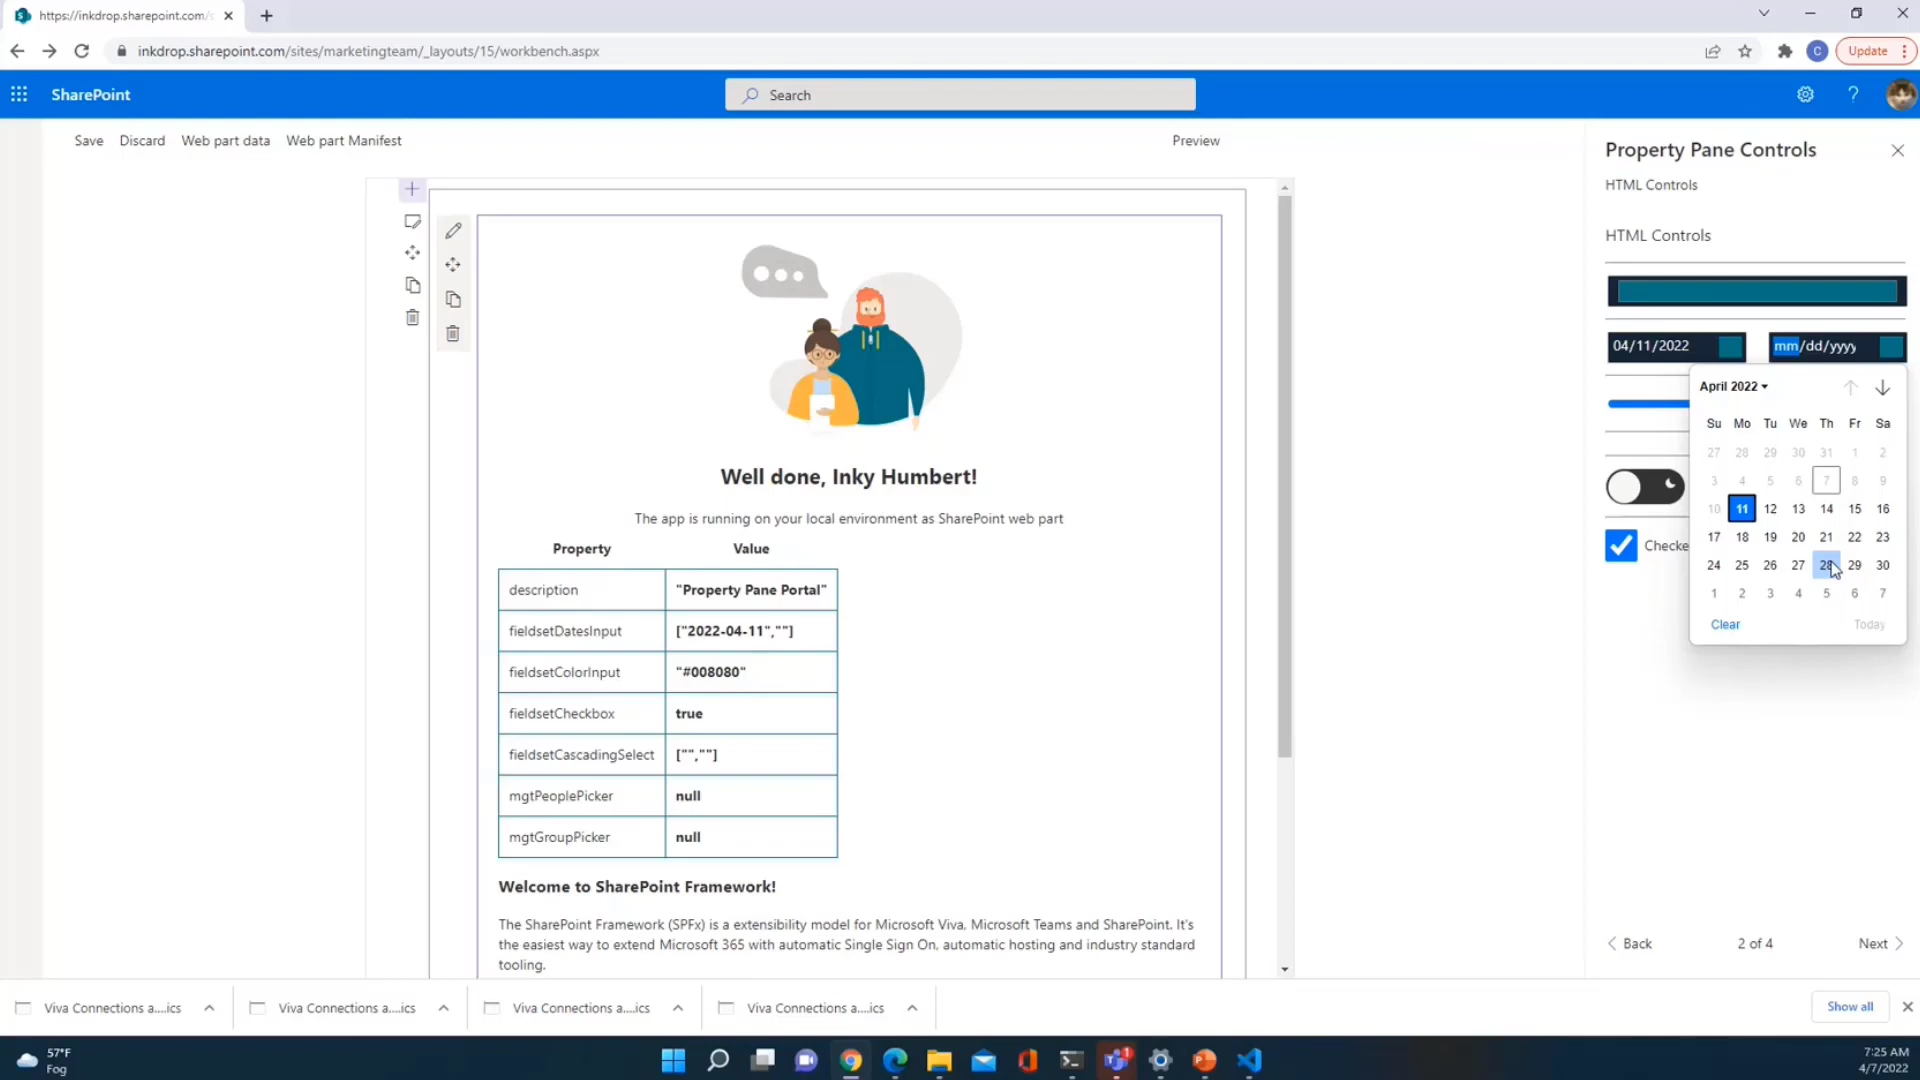 https://inkdrop.sharepoint.com/s
inkdrop.sharepoint.com/sites/marketingteam/_layouts/15/workbench.aspx
C
Update
SharePoint
Search
?
Save Discard Web part data Web part Manifest Preview
Property Pane Controls
HTML Controls
HTML Controls
04/11/2022 mm/dd/yyyy
April 2022
Su Mo Tu We Th Fr Sa
27 28 29 30 31 1 2
3 4 5 6 7 8 9
10 11 12 13 14 15 16
17 18 19 20 21 22 23
24 25 26 27 28 29 30
1 2 3 4 5 6 7
Clear Today
Checke
Back 2 of 4 Next
Well done, Inky Humbert!
The app is running on your local environment as SharePoint web part
Property Value
description "Property Pane Portal"
fieldsetDatesInput ["2022-04-11",""]
fieldsetColorInput "#008080"
fieldsetCheckbox true
fieldsetCascadingSelect ["",""]
mgtPeoplePicker null
mgtGroupPicker null
Welcome to SharePoint Framework!
The SharePoint Framework (SPFx) is a extensibility model for Microsoft Viva, Microsoft Teams and SharePoint. It's
the easiest way to extend Microsoft 365 with automatic Single Sign On, automatic hosting and industry standard
tooling.
Viva Connections a....ics Viva Connections a....ics Viva Connections a....ics Viva Connections a....ics Show all
57°F
Fog
1
7:25 AM
4/7/2022